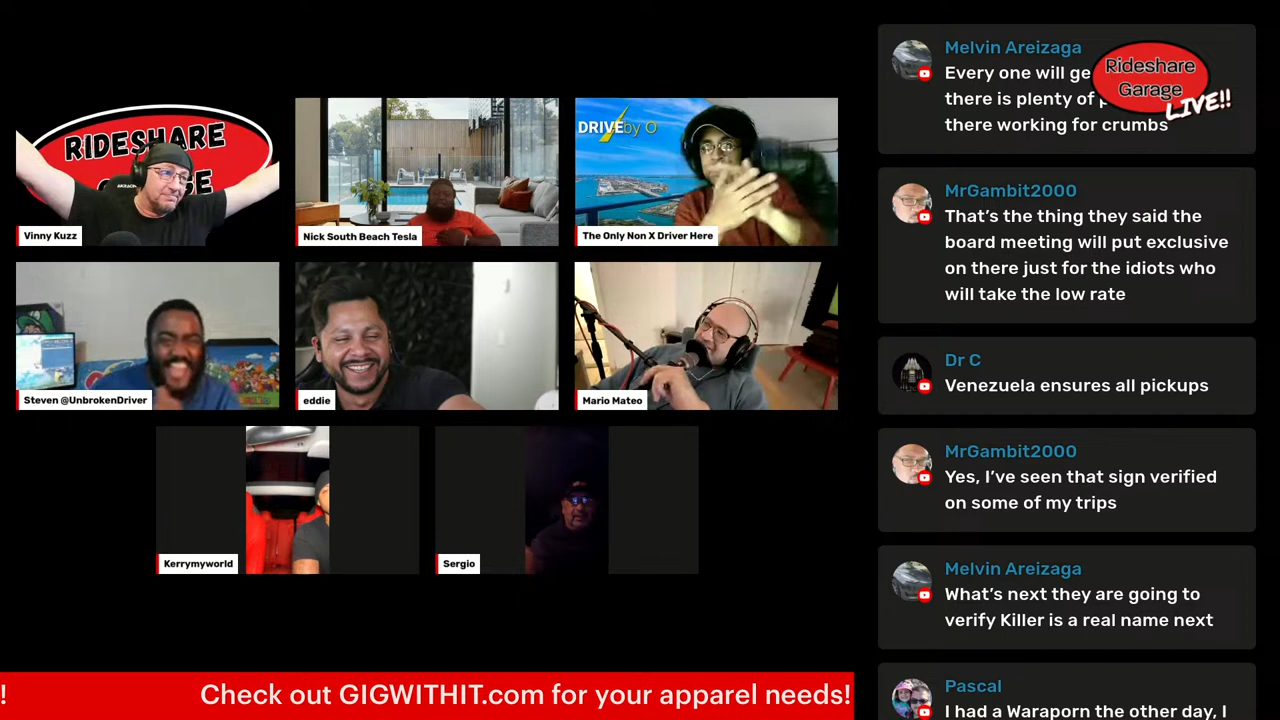 RIDESHARE
DRIVE by O
Vinny Kuzz
Nick South Beach Tesla
The Only Non X Driver Here
Steven @UnbrokenDriver
eddie
Mario Mateo
Kerrymyworld
Sergio
! Check out GIGWITHIT.com for your apparel needs!
Rideshare
Garage
LIVE!!
Melvin Areizaga
Every one will
there is plenty of
there working for crumbs
MrGambit2000
That's the thing they said the
board meeting will put exclusive
on there just for the idiots who
will take the low rate
Dr C
Venezuela ensures all pickups
MrGambit2000
Yes, I've seen that sign verified
on some of my trips
Melvin Areizaga
What's next they are going to
verify Killer is a real name next
Pascal
I had a Waraporn the other day, I